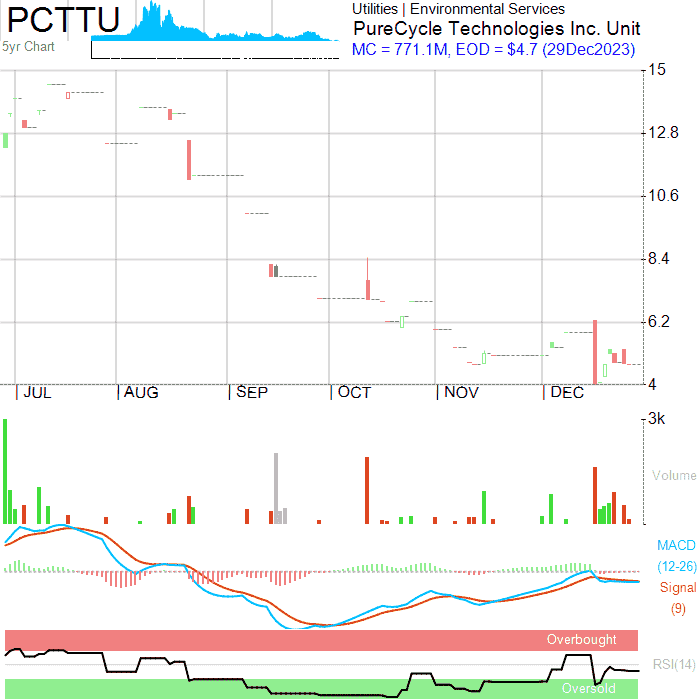 PCTTU
5yr Chart
Utilities | Environmental Services
PureCycle Technologies Inc. Unit
MC = 771.1M, EOD = $4.7 (29Dec2023)
15
12.8
10.6
8.4
6.2
4
JUL AUG SEP OCT NOV DEC
3k
Volume
MACD
(12-26)
Signal
(9)
Overbought
RSI(14)
Oversold